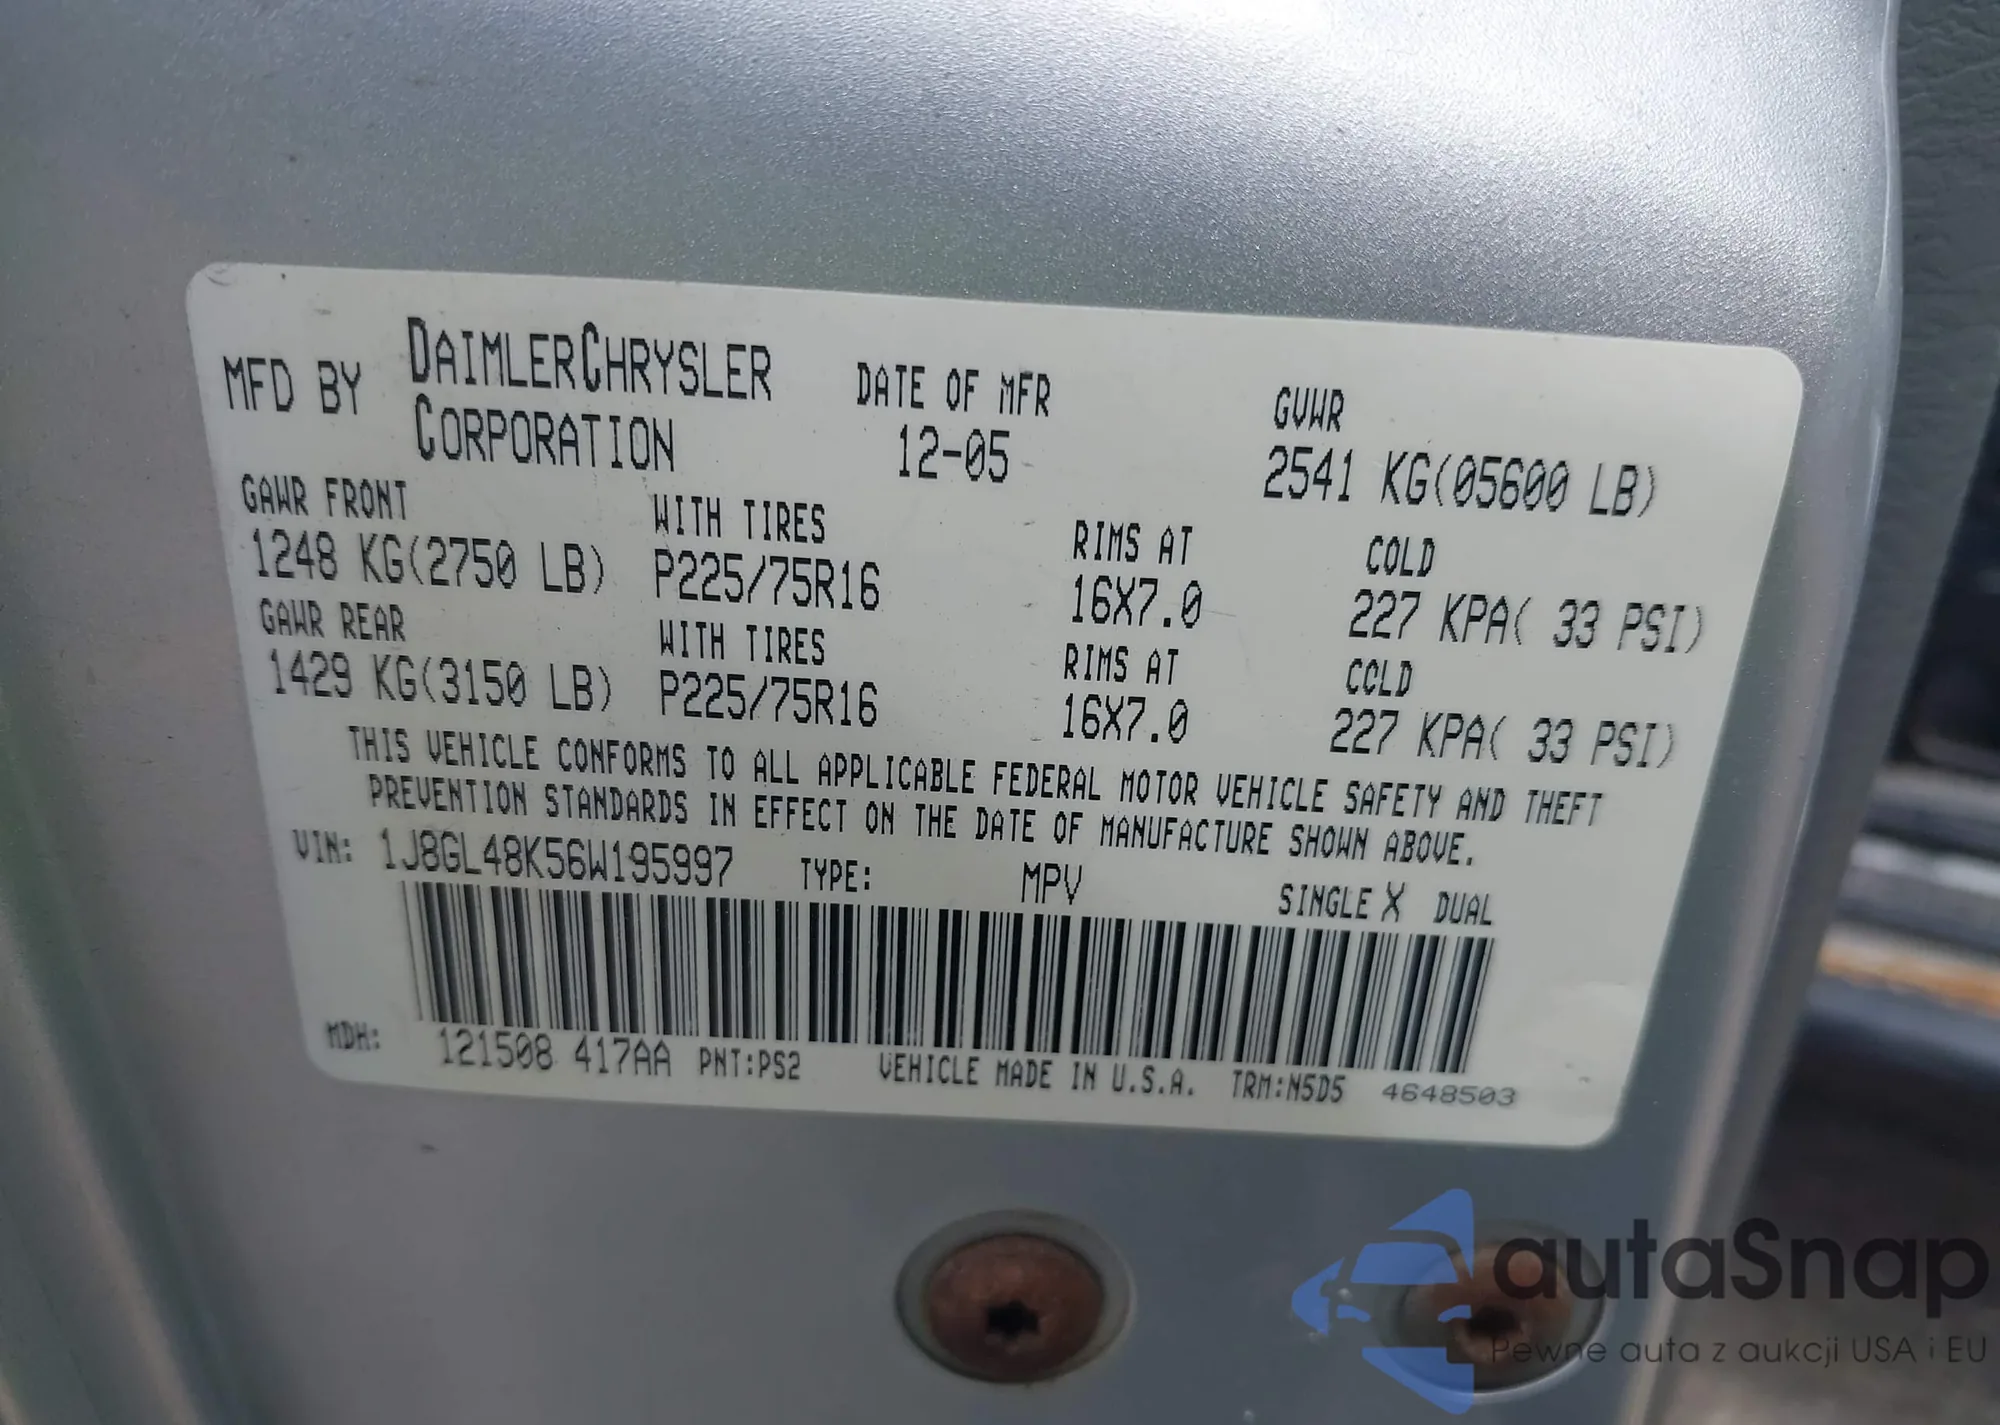 MFD BY DAIMLERCHRYSLER CORPORATION DATE OF MFR 12-05 GVWR 2541 KG(05600 LB)
GAWR FRONT WITH TIRES RIMS AT COLD
1248 KG(2750 LB) P225/75R16 16X7.0 227 KPA( 33 PSI)
GAWR REAR WITH TIRES RIMS AT COLD
1429 KG(3150 LB) P225/75R16 16X7.0 227 KPA( 33 PSI)
THIS VEHICLE CONFORMS TO ALL APPLICABLE FEDERAL MOTOR VEHICLE SAFETY AND THEFT
PREVENTION STANDARDS IN EFFECT ON THE DATE OF MANUFACTURE SHOWN ABOVE.
VIN: 1J8GL48K56W195997 TYPE: MPV SINGLE X DUAL
MDH: 121508 417AA PNT:PS2 VEHICLE MADE IN U.S.A. TRM:N5D5 4648503
autaSnap
Pewne auta z aukcji USA i EU